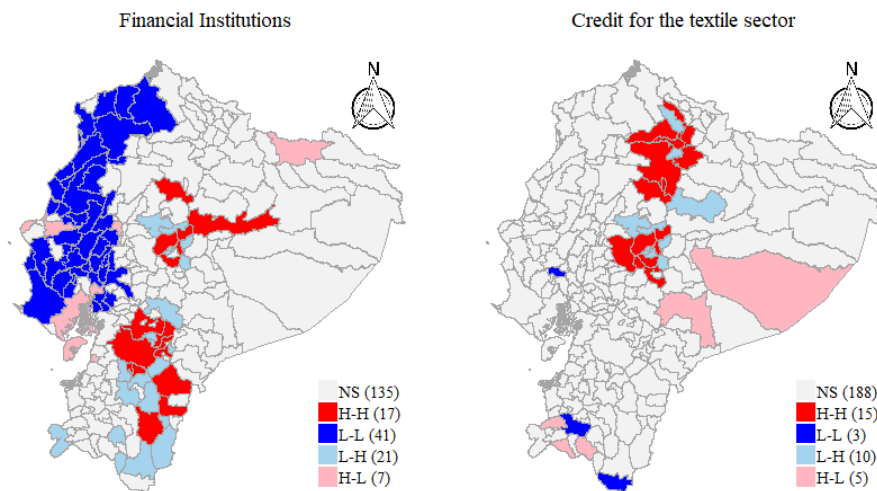 Financial Institutions
N
NS (135)
H-H (17)
L-L (41)
L-H (21)
H-L (7)
Credit for the textile sector
N
NS (188)
H-H (15)
L-L (3)
L-H (10)
H-L (5)